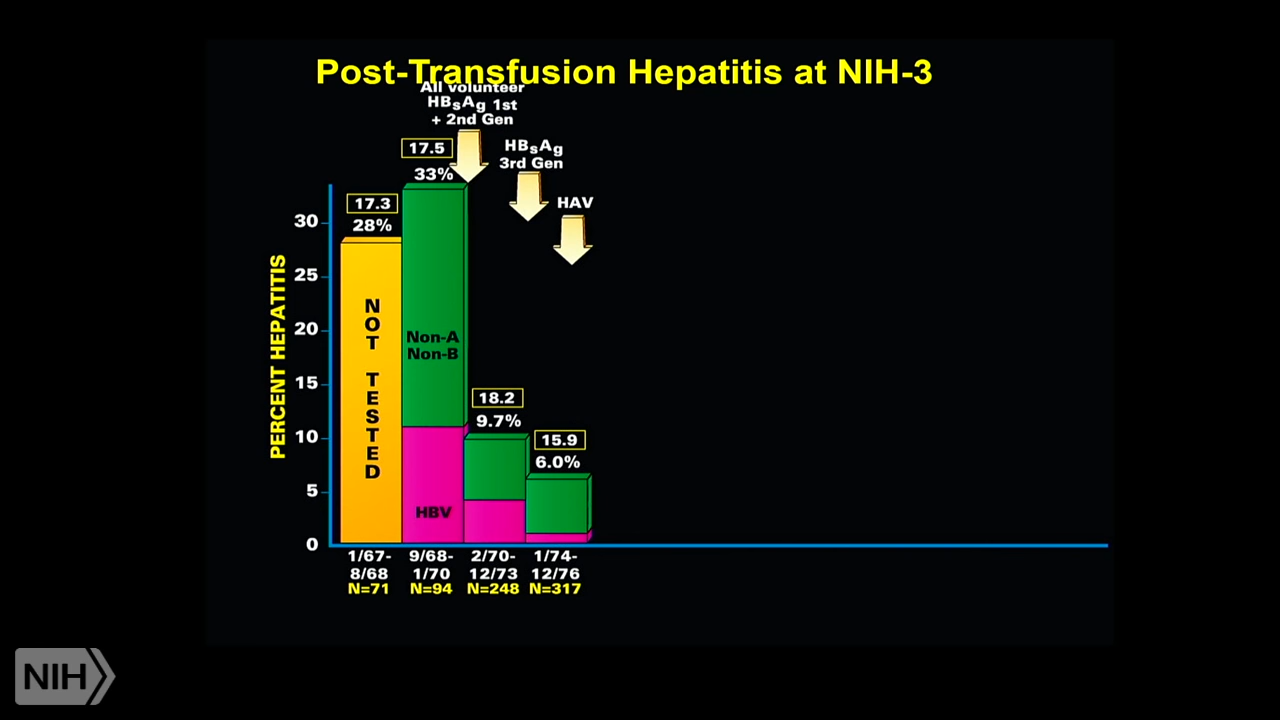 Post-Transfusion Hepatitis at NIH-3
All volunteer
HBsAg 1st
+ 2nd Gen
17.5
33%
HBsAg
3rd Gen
HAV
17.3
28%
PERCENT HEPATITIS
30
25
20
15
10
5
0
NOT TESTED
Non-A
Non-B
HBV
18.2
9.7%
15.9
6.0%
1/67-
8/68
N=71
9/68-
1/70
N=94
2/70-
12/73
N=248
1/74-
12/76
N=317
NIH